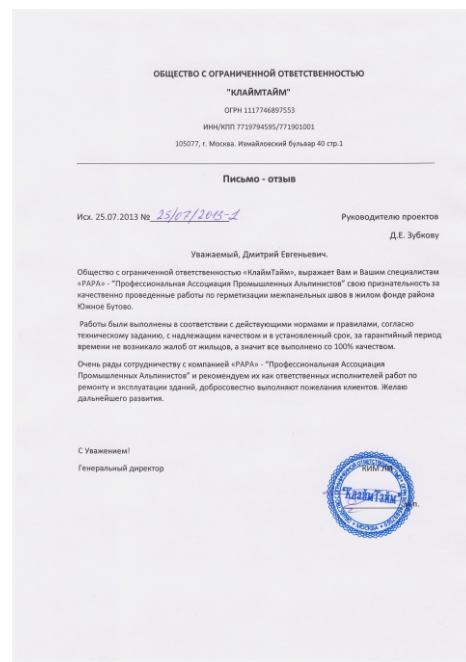 ОБЩЕСТВО С ОГРАНИЧЕННОЙ ОТВЕТСТВЕННОСТЬЮ
"КЛАЙМТАЙМ"
ОГРН 1117746897553
ИНН/КПП 7719794595/771901001
105077, г. Москва. Измайловский бульвар 40 стр.1
Письмо - отзыв
Исх. 25.07.2013 № 25/07/2013-1 Руководителю проектов
Д.Е. Зубкову
Уважаемый, Дмитрий Евгеньевич.
Общество с ограниченной ответственностью «КлаймТайм», выражает Вам и Вашим специалистам
«РАРА» - "Профессиональная Ассоциация Промышленных Альпинистов" свою признательность за
качественно проведенные работы по герметизации межпанельных швов в жилом фонде района
Южное Бутово.
Работы были выполнены в соответствии с действующими нормами и правилами, согласно
техническому заданию, с надлежащим качеством и в установленный срок, за гарантийный период
времени не возникало жалоб от жильцов, а значит все выполнено со 100% качеством.
Очень рады сотрудничеству с компанией «РАРА» - "Профессиональная Ассоциация
Промышленных Альпинистов" и рекомендуем их как ответственных исполнителей работ по
ремонту и эксплуатации зданий, добросовестно выполняют пожелания клиентов. Желаю
дальнейшего развития.
С Уважением!
Генеральный директор КИМ
"КлаймТайм"
м.п.
МОСКВА